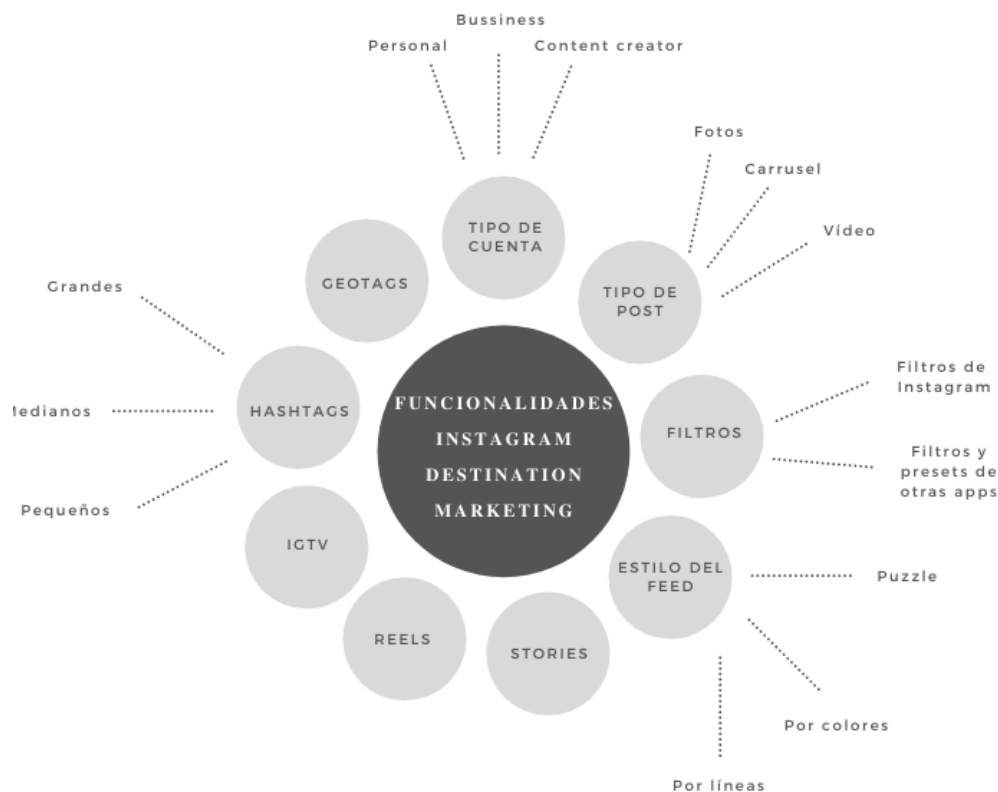 Bussiness
Personal
Content creator
Fotos
Carrusel
Vídeo
TIPO DE
CUENTA
GEOTAGS
TIPO DE
POST
Grandes
Medianos
Pequeños
HASHTAGS
FUNCIONALIDADES
INSTAGRAM
DESTINATION
MARKETING
FILTROS
Filtros de
Instagram
Filtros y
presets de
otras apps
IGTV
ESTILO DEL
FEED
Puzzle
REELS
STORIES
Por colores
Por líneas